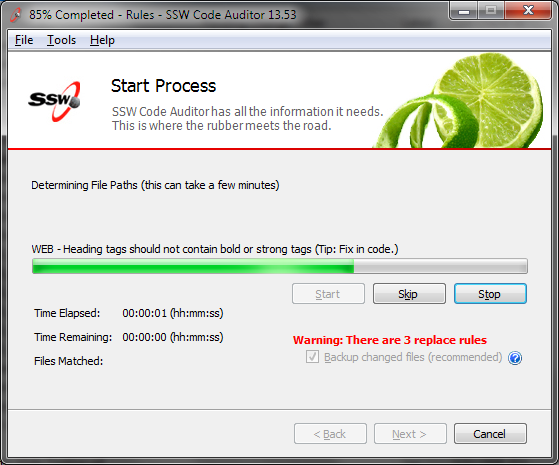 85% Completed - Rules - SSW Code Auditor 13.53
File Tools Help
SSW
Start Process
SSW Code Auditor has all the information it needs.
This is where the rubber meets the road.
Determining File Paths (this can take a few minutes)
WEB - Heading tags should not contain bold or strong tags (Tip: Fix in code.)
Start Skip Stop
Time Elapsed: 00:00:01 (hh:mm:ss)
Time Remaining: 00:00:00 (hh:mm:ss)
Warning: There are 3 replace rules
Files Matched:
Backup changed files (recommended) ?
< Back Next > Cancel